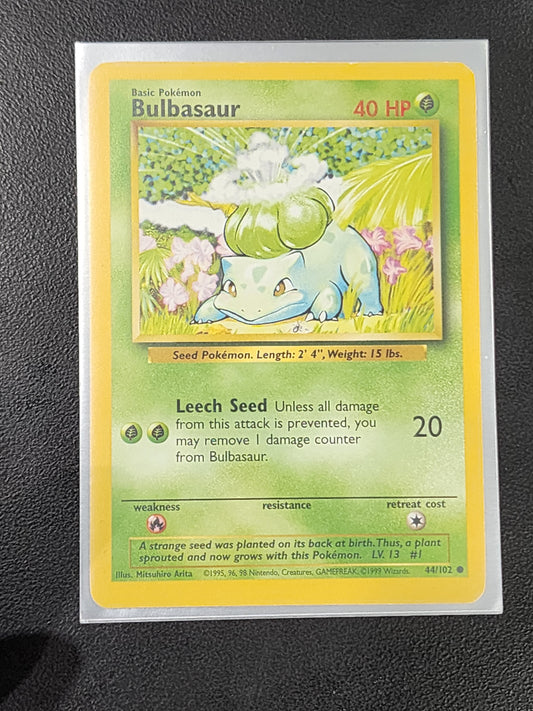 Basic Pokémon
Bulbasaur 40 HP
Seed Pokémon. Length: 2' 4", Weight: 15 lbs.
Leech Seed Unless all damage
from this attack is prevented, you
may remove 1 damage counter
from Bulbasaur.
20
weakness resistance retreat cost
A strange seed was planted on its back at birth. Thus, a plant
sprouted and now grows with this Pokémon. LV. 13 #1
Illus. Mitsuhiro Arita ©1995, 96, 98 Nintendo, Creatures, GAMEFREAK. ©1999 Wizards. 44/102